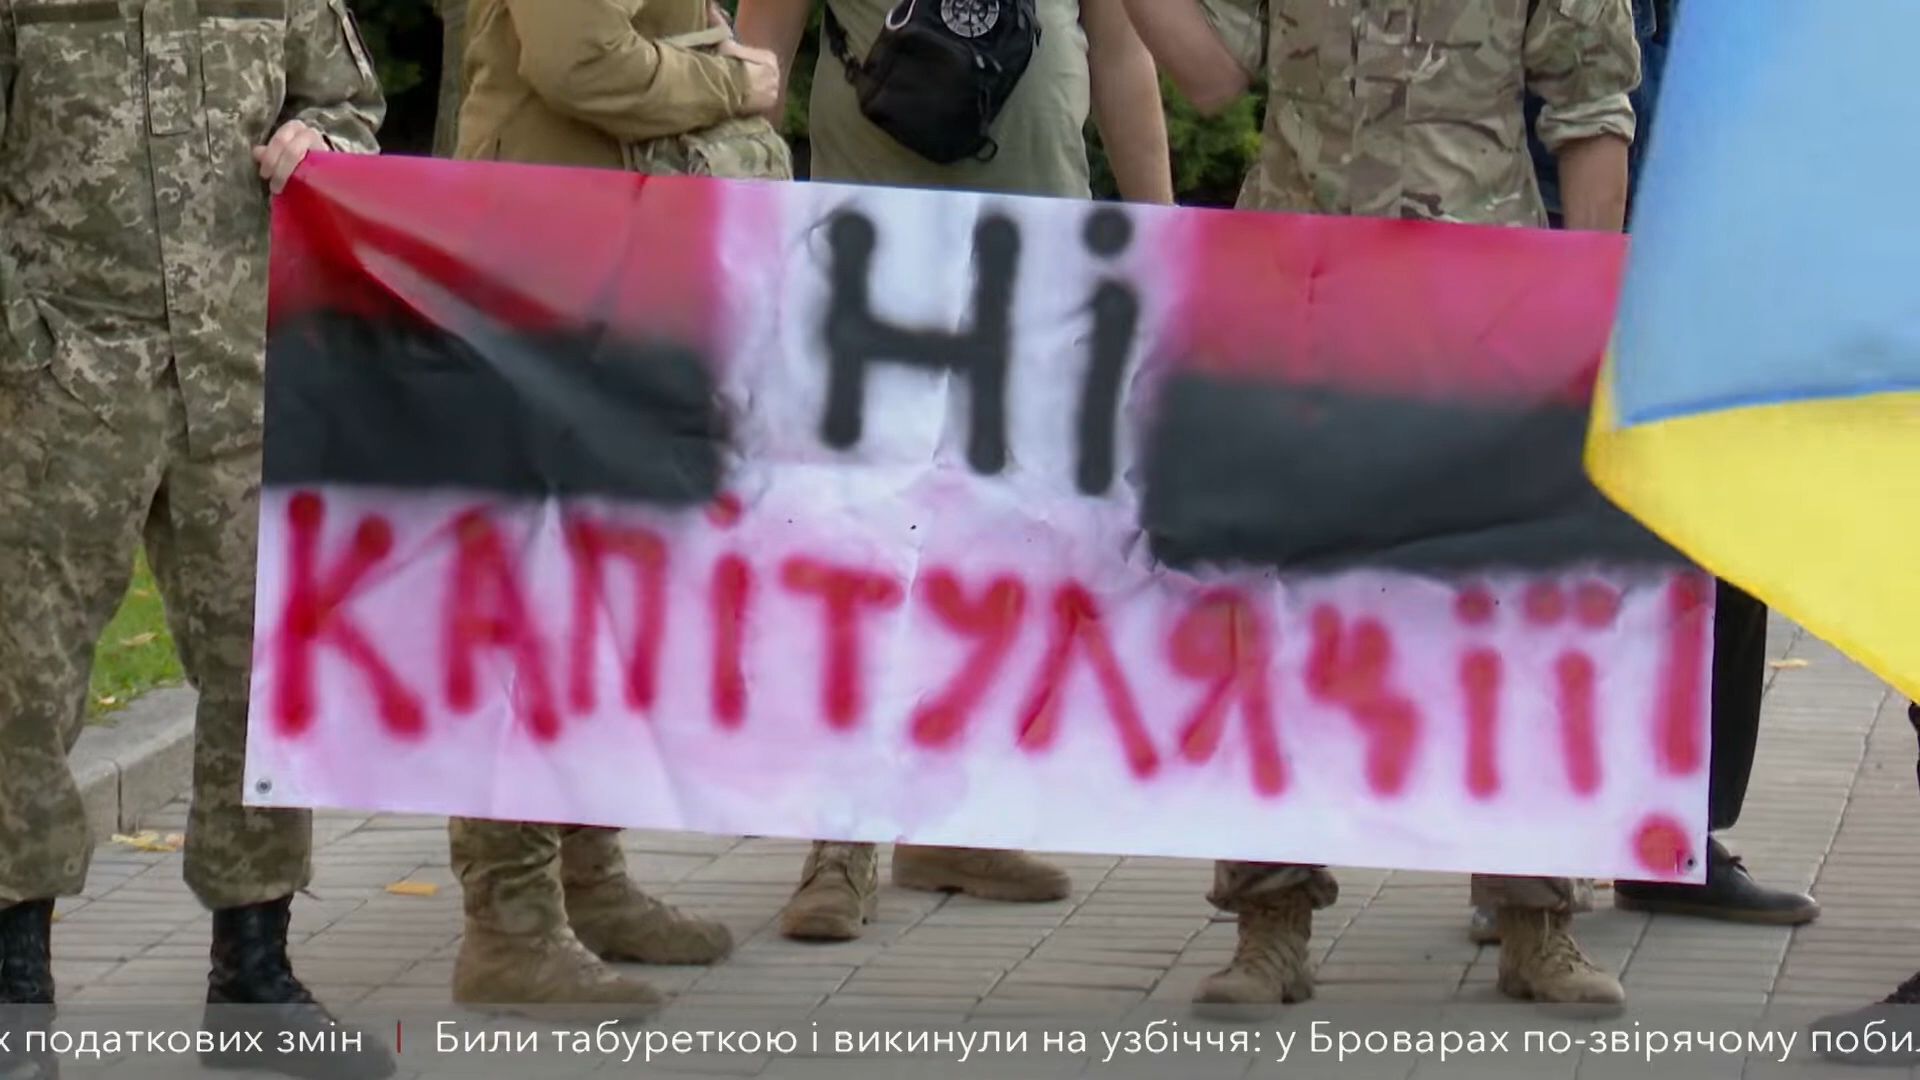 Ні
КАПІТУЛЯЦІЇ!
х податкових змін | Били табуреткою і викинули на узбіччя: у Броварах по-звірячому поби